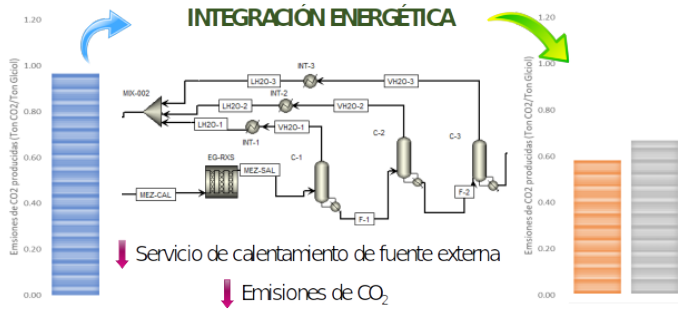 INTEGRACIÓN ENERGÉTICA
Emsiones de CO2 producidas (Ton CO2/Ton Glicol)
1.20
1.00
0.80
0.60
0.40
0.20
0.00
MIX-002
LH2O-3
INT-3
VH2O-3
LH2O-2
INT-2
VH2O-2
LH2O-1
INT-1
VH2O-1
C-1
C-2
C-3
EG-RXS
MEZ-SAL
MEZ-CAL
F-1
F-2
Servicio de calentamiento de fuente externa
Emisiones de CO2
Emsiones de CO2 producidas (Ton CO2/Ton Glicol)
1.20
1.00
0.80
0.60
0.40
0.20
0.00